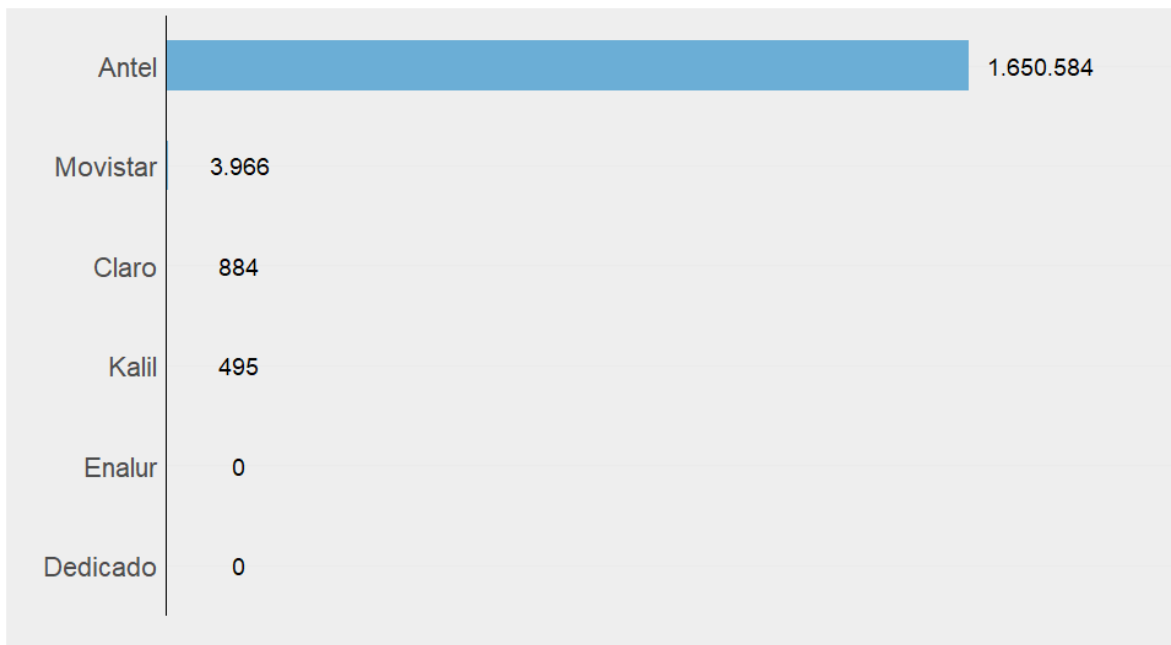 Antel 1.650.584
Movistar 3.966
Claro 884
Kalil 495
Enalur 0
Dedicado 0